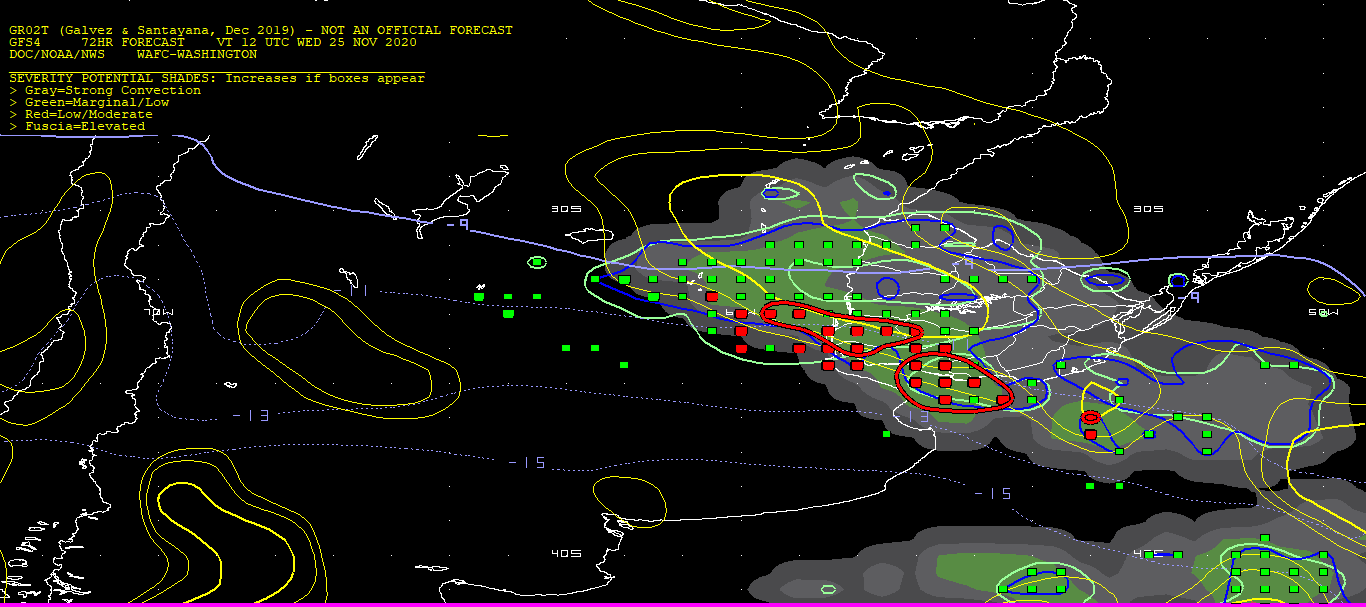 GR02T (Galvez & Santayana, Dec 2019) - NOT AN OFFICIAL FORECAST
GFS4 72HR FORECAST VT 12 UTC WED 25 NOV 2020
DOC/NOAA/NWS WAFC-WASHINGTON
SEVERITY POTENTIAL SHADES: Increases if boxes appear
> Gray=Strong Convection
> Green=Marginal/Low
> Red=Low/Moderate
> Fuscia=Elevated
30S 30S
-9
-11 -9
70W 50W
-13 -13
-15
-15
40S